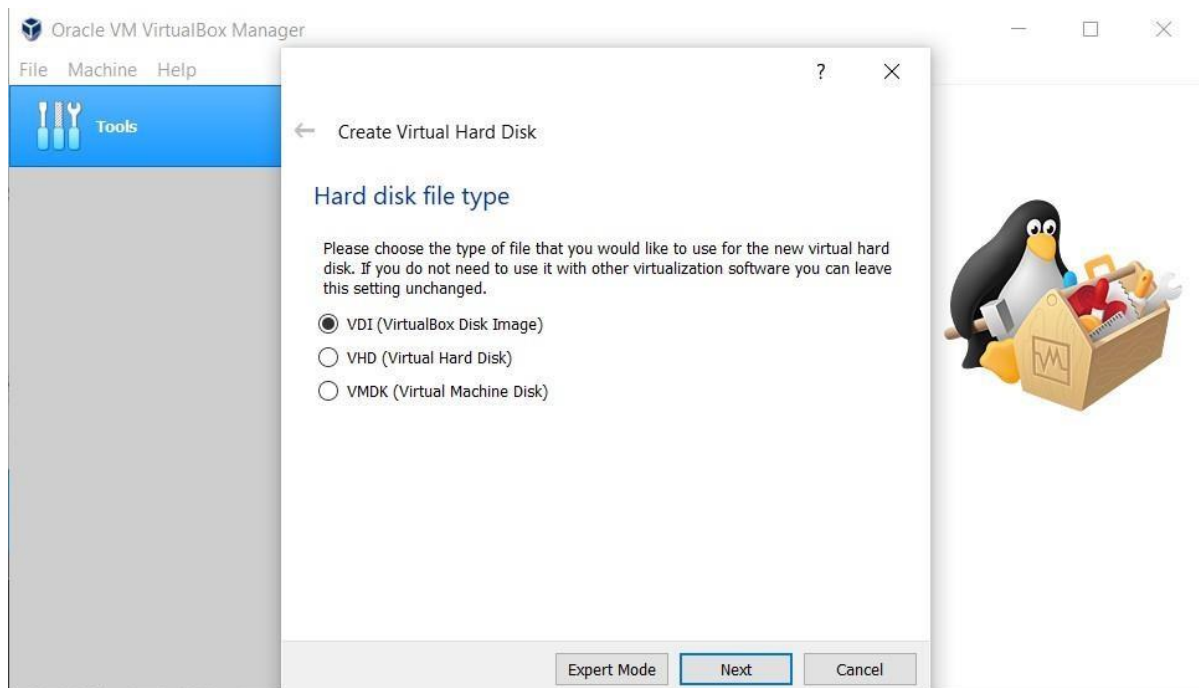 Oracle VM VirtualBox Manager
File Machine Help
Tools
?
Create Virtual Hard Disk
Hard disk file type
Please choose the type of file that you would like to use for the new virtual hard
disk. If you do not need to use it with other virtualization software you can leave
this setting unchanged.
VDI (VirtualBox Disk Image)
VHD (Virtual Hard Disk)
VMDK (Virtual Machine Disk)
Expert Mode Next Cancel